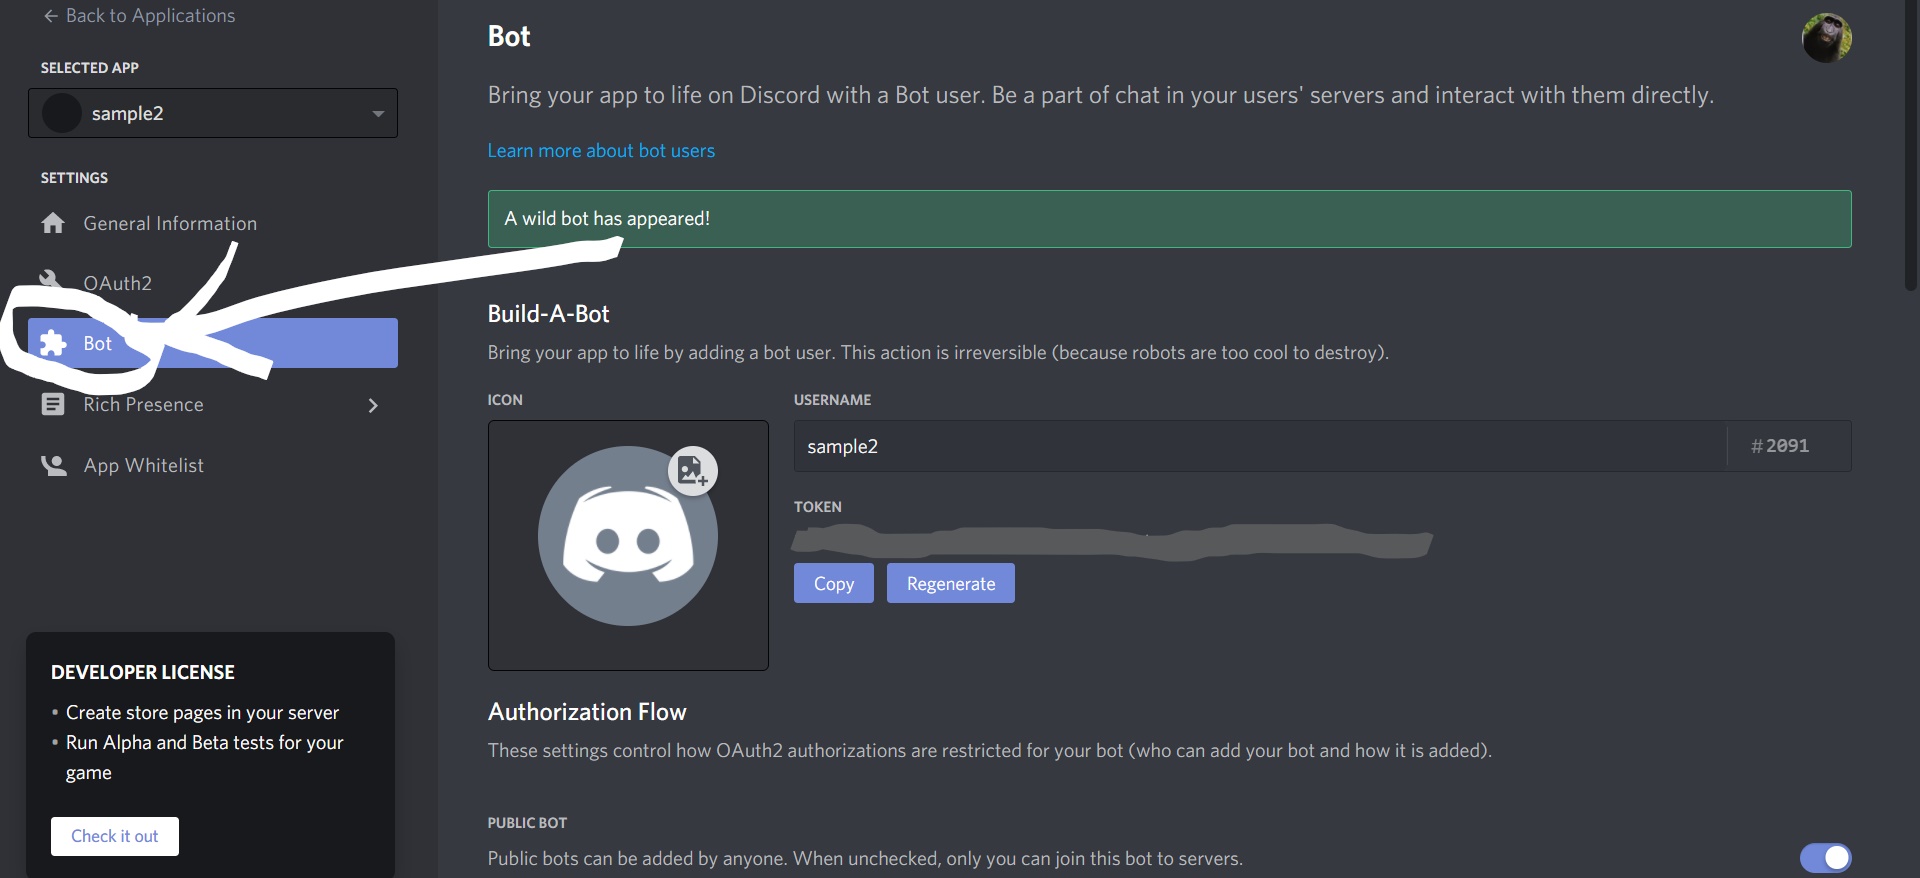 Back to Applications
SELECTED APP
sample2
SETTINGS
General Information
OAuth2
Bot
Rich Presence
App Whitelist
DEVELOPER LICENSE
• Create store pages in your server
• Run Alpha and Beta tests for your
game
Check it out
Bot
Bring your app to life on Discord with a Bot user. Be a part of chat in your users' servers and interact with them directly.
Learn more about bot users
A wild bot has appeared!
Build-A-Bot
Bring your app to life by adding a bot user. This action is irreversible (because robots are too cool to destroy).
ICON
USERNAME
sample2 #2091
TOKEN
Copy Regenerate
Authorization Flow
These settings control how OAuth2 authorizations are restricted for your bot (who can add your bot and how it is added).
PUBLIC BOT
Public bots can be added by anyone. When unchecked, only you can join this bot to servers.